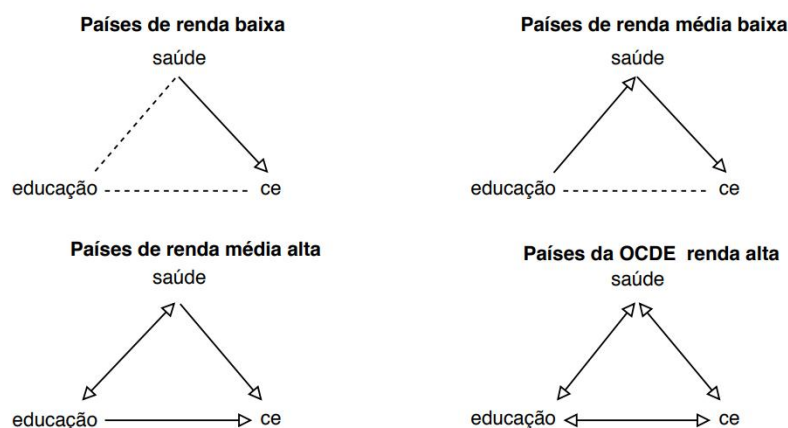 Países de renda baixa
saúde
educação
ce
Países de renda média baixa
saúde
educação
ce
Países de renda média alta
saúde
educação
ce
Países da OCDE renda alta
saúde
educação
ce